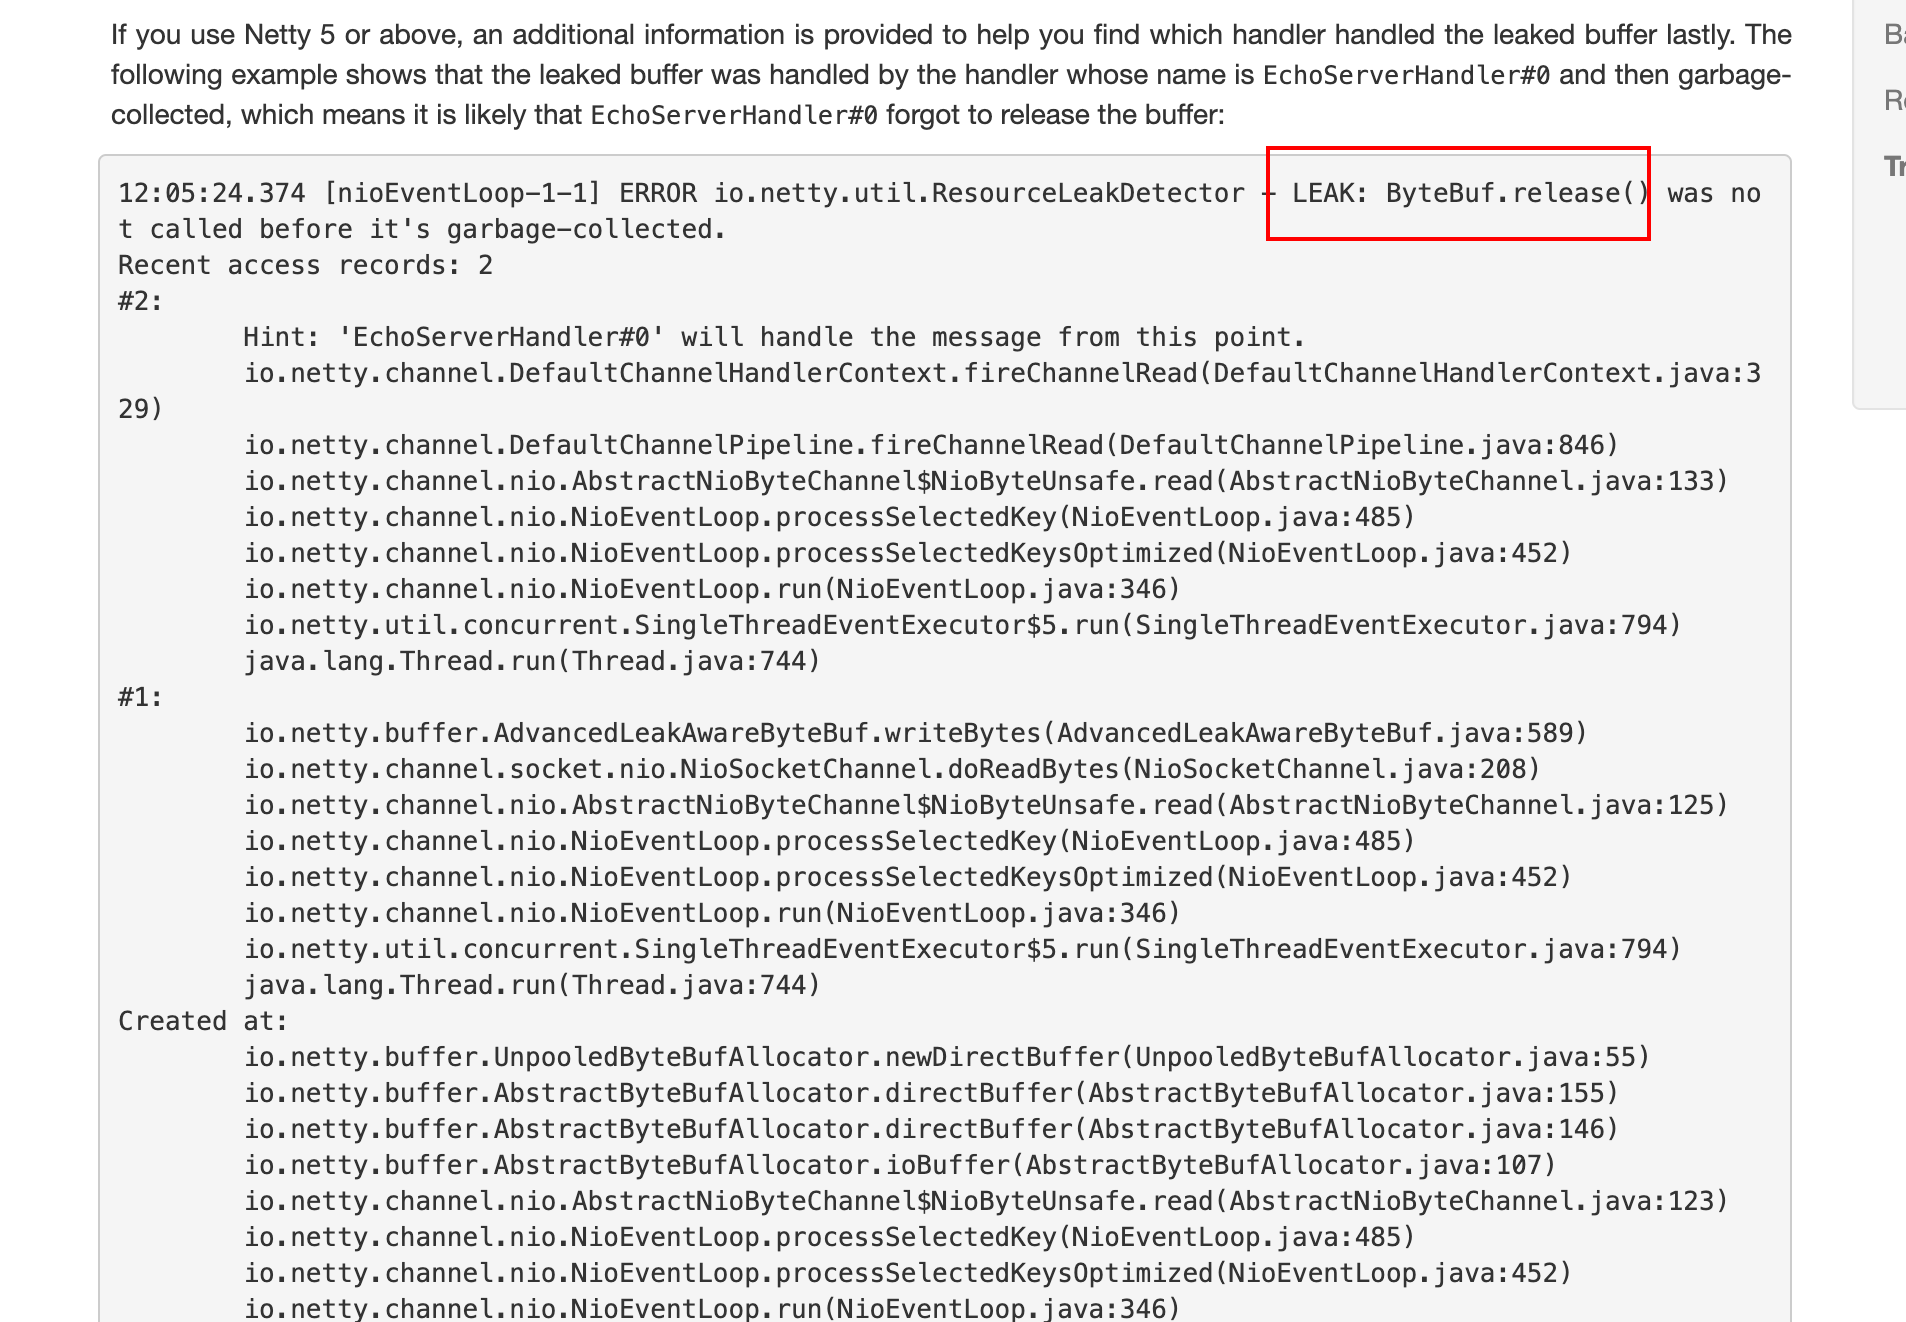 If you use Netty 5 or above, an additional information is provided to help you find which handler handled the leaked buffer lastly. The
following example shows that the leaked buffer was handled by the handler whose name is EchoServerHandler#0 and then garbage-
collected, which means it is likely that EchoServerHandler#0 forgot to release the buffer:
12:05:24.374 [nioEventLoop-1-1] ERROR io.netty.util.ResourceLeakDetector - LEAK: ByteBuf.release() was no
t called before it's garbage-collected.
Recent access records: 2
#2:
Hint: 'EchoServerHandler#0' will handle the message from this point.
io.netty.channel.DefaultChannelHandlerContext.fireChannelRead(DefaultChannelHandlerContext.java:3
29)
io.netty.channel.DefaultChannelPipeline.fireChannelRead(DefaultChannelPipeline.java:846)
io.netty.channel.nio.AbstractNioByteChannel$NioByteUnsafe.read(AbstractNioByteChannel.java:133)
io.netty.channel.nio.NioEventLoop.processSelectedKey(NioEventLoop.java:485)
io.netty.channel.nio.NioEventLoop.processSelectedKeysOptimized(NioEventLoop.java:452)
io.netty.channel.nio.NioEventLoop.run(NioEventLoop.java:346)
io.netty.util.concurrent.SingleThreadEventExecutor$5.run(SingleThreadEventExecutor.java:794)
java.lang.Thread.run(Thread.java:744)
#1:
io.netty.buffer.AdvancedLeakAwareByteBuf.writeBytes(AdvancedLeakAwareByteBuf.java:589)
io.netty.channel.socket.nio.NioSocketChannel.doReadBytes(NioSocketChannel.java:208)
io.netty.channel.nio.AbstractNioByteChannel$NioByteUnsafe.read(AbstractNioByteChannel.java:125)
io.netty.channel.nio.NioEventLoop.processSelectedKey(NioEventLoop.java:485)
io.netty.channel.nio.NioEventLoop.processSelectedKeysOptimized(NioEventLoop.java:452)
io.netty.channel.nio.NioEventLoop.run(NioEventLoop.java:346)
io.netty.util.concurrent.SingleThreadEventExecutor$5.run(SingleThreadEventExecutor.java:794)
java.lang.Thread.run(Thread.java:744)
Created at:
io.netty.buffer.UnpooledByteBufAllocator.newDirectBuffer(UnpooledByteBufAllocator.java:55)
io.netty.buffer.AbstractByteBufAllocator.directBuffer(AbstractByteBufAllocator.java:155)
io.netty.buffer.AbstractByteBufAllocator.directBuffer(AbstractByteBufAllocator.java:146)
io.netty.buffer.AbstractByteBufAllocator.ioBuffer(AbstractByteBufAllocator.java:107)
io.netty.channel.nio.AbstractNioByteChannel$NioByteUnsafe.read(AbstractNioByteChannel.java:123)
io.netty.channel.nio.NioEventLoop.processSelectedKey(NioEventLoop.java:485)
io.netty.channel.nio.NioEventLoop.processSelectedKeysOptimized(NioEventLoop.java:452)
io.netty.channel.nio.NioEventLoop.run(NioEventLoop.java:346)